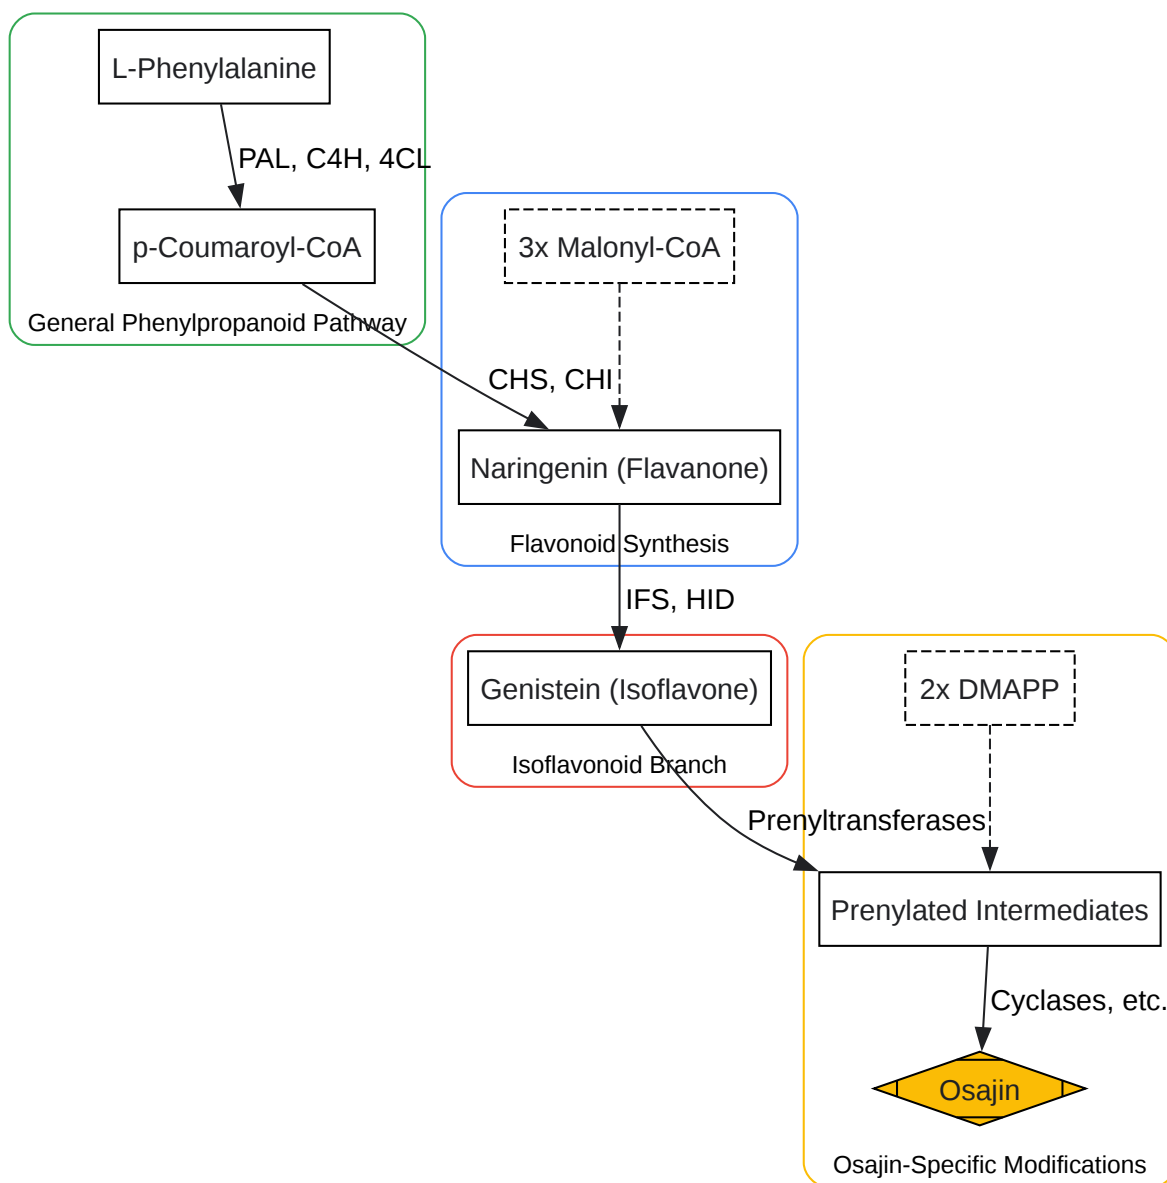 L-Phenylalanine
PAL, C4H, 4CL
p-Coumaroyl-CoA
3x Malonyl-CoA
General Phenylpropanoid Pathway
CHS, CHI
Naringenin (Flavanone)
Flavonoid Synthesis
IFS, HID
Genistein (Isoflavone)
2x DMAPP
Isoflavonoid Branch
Prenyltransferases
Prenylated Intermediates
Cyclases, etc.
Osajin
Osajin-Specific Modifications